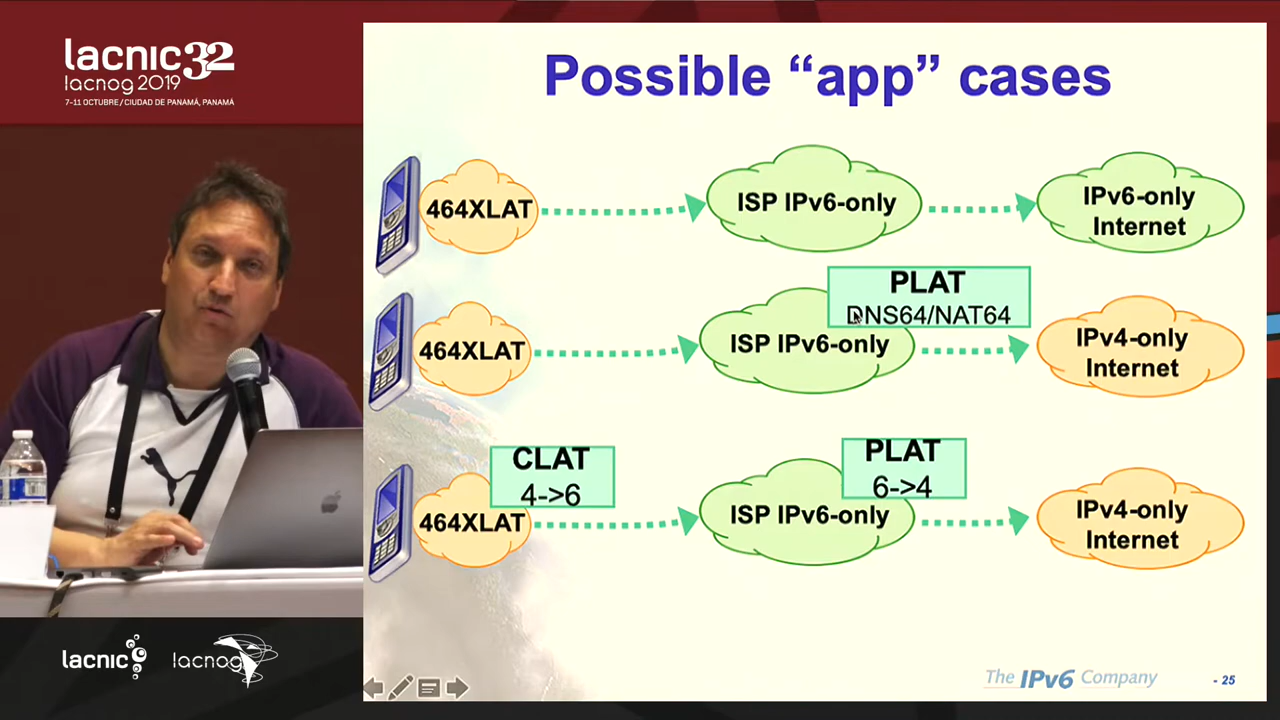 lacnic32
lacnog 2019
7-11 OCTUBRE / CIUDAD DE PANAMÁ, PANAMÁ
Possible “app” cases
464XLAT
ISP IPv6-only
IPv6-only
Internet
PLAT
DNS64/NAT64
464XLAT
ISP IPv6-only
IPv4-only
Internet
CLAT
4->6
PLAT
6->4
464XLAT
ISP IPv6-only
IPv4-only
Internet
lacnic
lacnog
The IPv6 Company
- 25